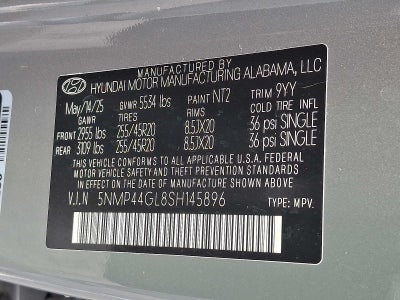 MANUFACTURED BY
HYUNDAI MOTOR MANUFACTURING ALABAMA, LLC
May/14/25 GVWR 5534 lbs PAINT NT2 TRIM 9YY
GAWR TIRES RIMS COLD TIRE INFL
FRONT 2955 lbs 255/45R20 8.5JX20 36 psi SINGLE
REAR 3109 lbs 255/45R20 8.5JX20 36 psi SINGLE
THIS VEHICLE CONFORMS TO ALL APPLICABLE U.S.A. FEDERAL
MOTOR VEHICLE SAFETY AND THEFT PREVENTION STANDARDS
IN EFFECT ON THE DATE OF MANUFACTURE SHOWN ABOVE.
V.I.N 5NMP44GL8SH145896 TYPE: MPV.